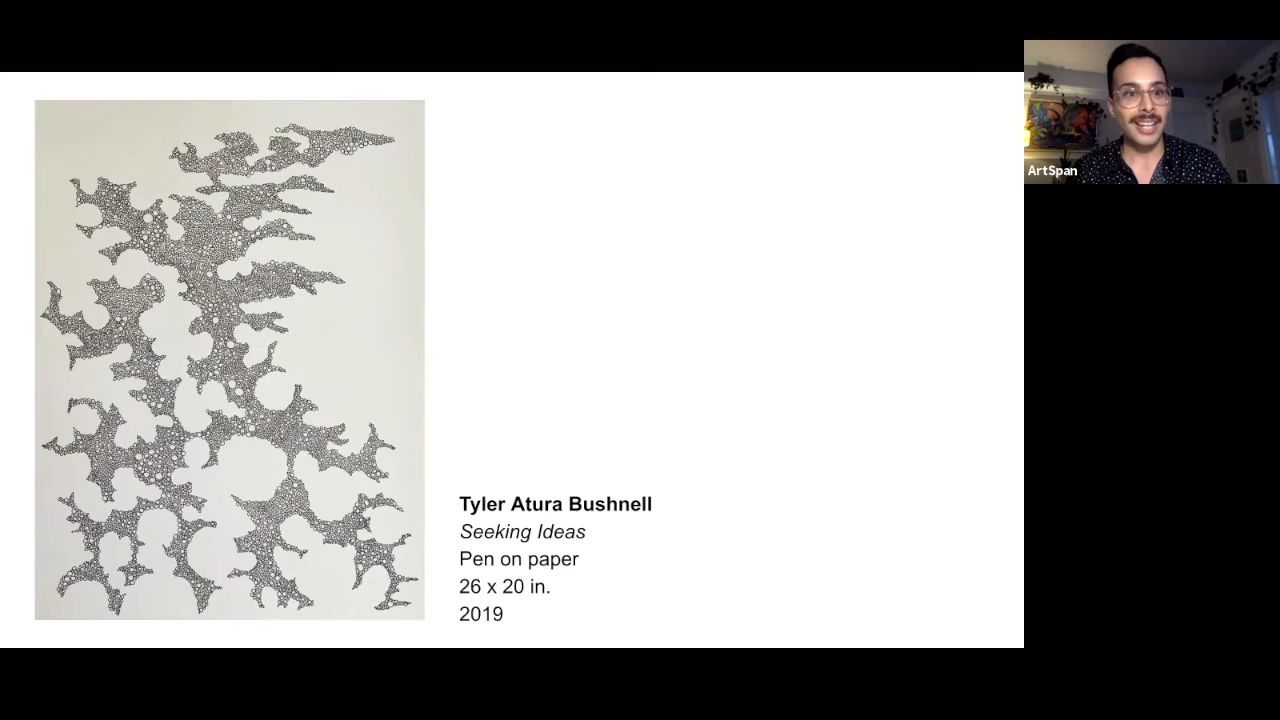 Tyler Atura Bushnell
Seeking Ideas
Pen on paper
26 x 20 in.
2019
ArtSpan